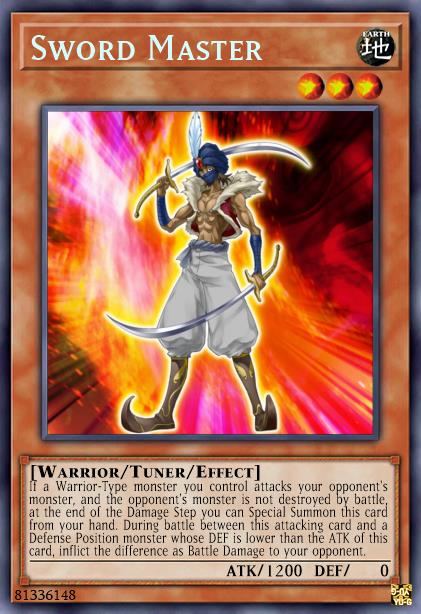 Sword Master
EARTH
地
[Warrior/Tuner/Effect]
If a Warrior-Type monster you control attacks your opponent's
monster, and the opponent's monster is not destroyed by battle,
at the end of the Damage Step you can Special Summon this card
from your hand. During battle between this attacking card and a
Defense Position monster whose DEF is lower than the ATK of this
card, inflict the difference as Battle Damage to your opponent.
ATK/1200 DEF/ 0
81336148